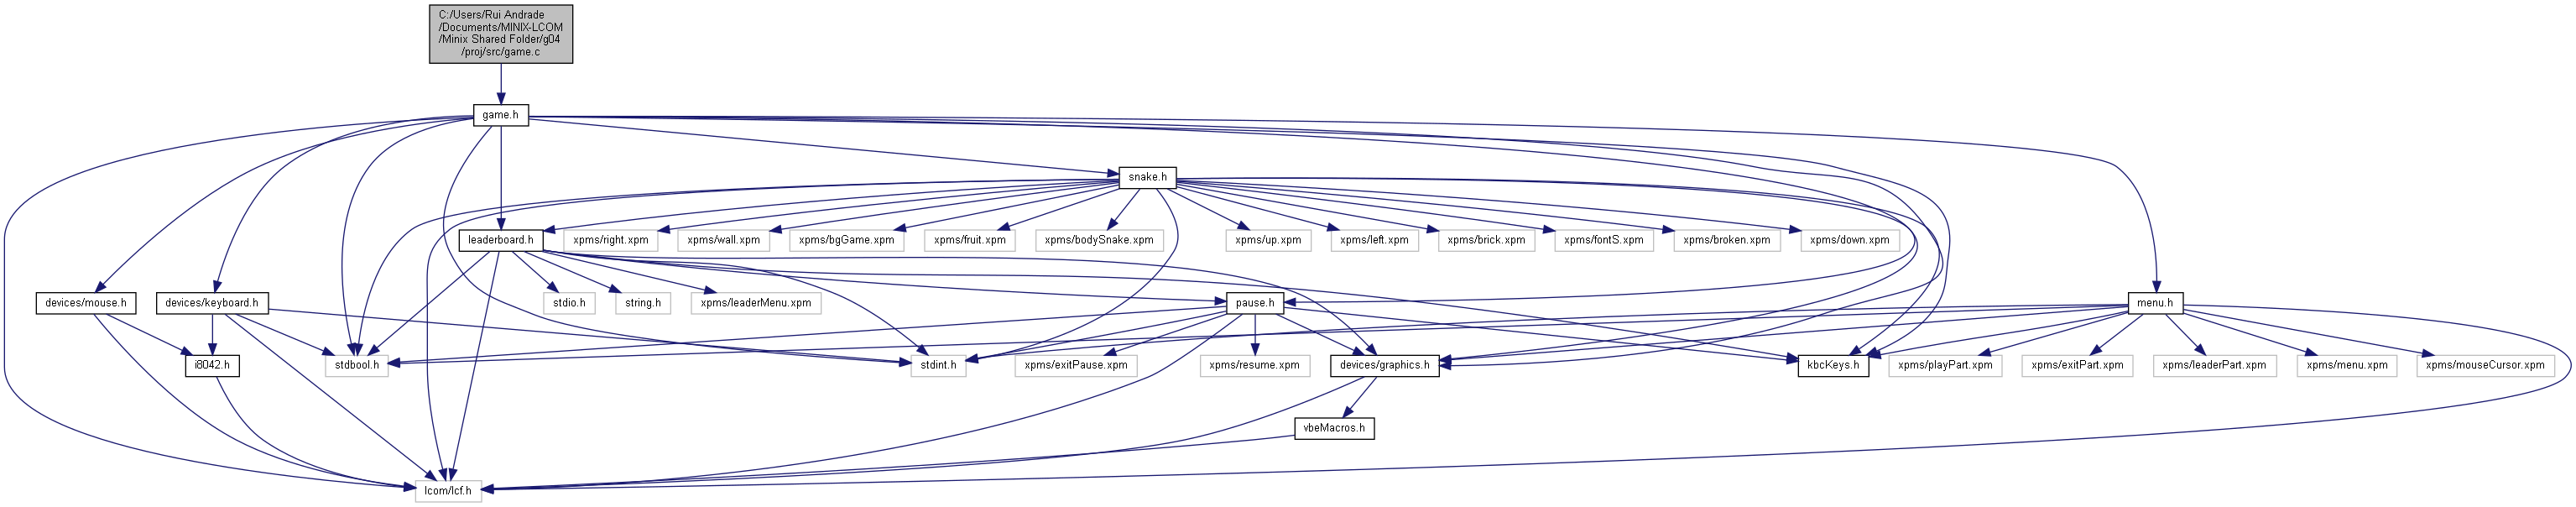 C:/Users/Rui Andrade
/Documents/MINIX-LCOM
/Minix Shared Folder/g04
/proj/src/game.c
game.h
snake.h
leaderboard.h
xpms/right.xpm
xpms/wall.xpm
xpms/bgGame.xpm
xpms/fruit.xpm
xpms/bodySnake.xpm
xpms/up.xpm
xpms/left.xpm
xpms/brick.xpm
xpms/fontS.xpm
xpms/broken.xpm
xpms/down.xpm
devices/mouse.h
devices/keyboard.h
stdio.h
string.h
xpms/leaderMenu.xpm
pause.h
menu.h
i8042.h
stdbool.h
stdint.h
xpms/exitPause.xpm
xpms/resume.xpm
devices/graphics.h
kbcKeys.h
xpms/playPart.xpm
xpms/exitPart.xpm
xpms/leaderPart.xpm
xpms/menu.xpm
xpms/mouseCursor.xpm
vbeMacros.h
lcom/lcf.h